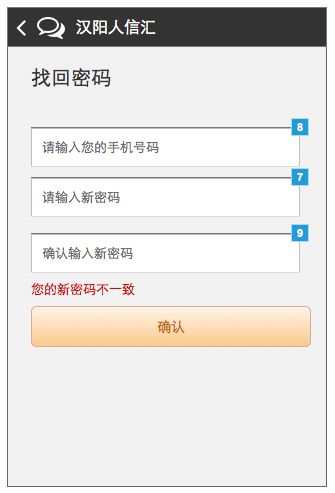 汉阳人信汇
找回密码
8
请输入您的手机号码
7
请输入新密码
9
确认输入新密码
您的新密码不一致
确认